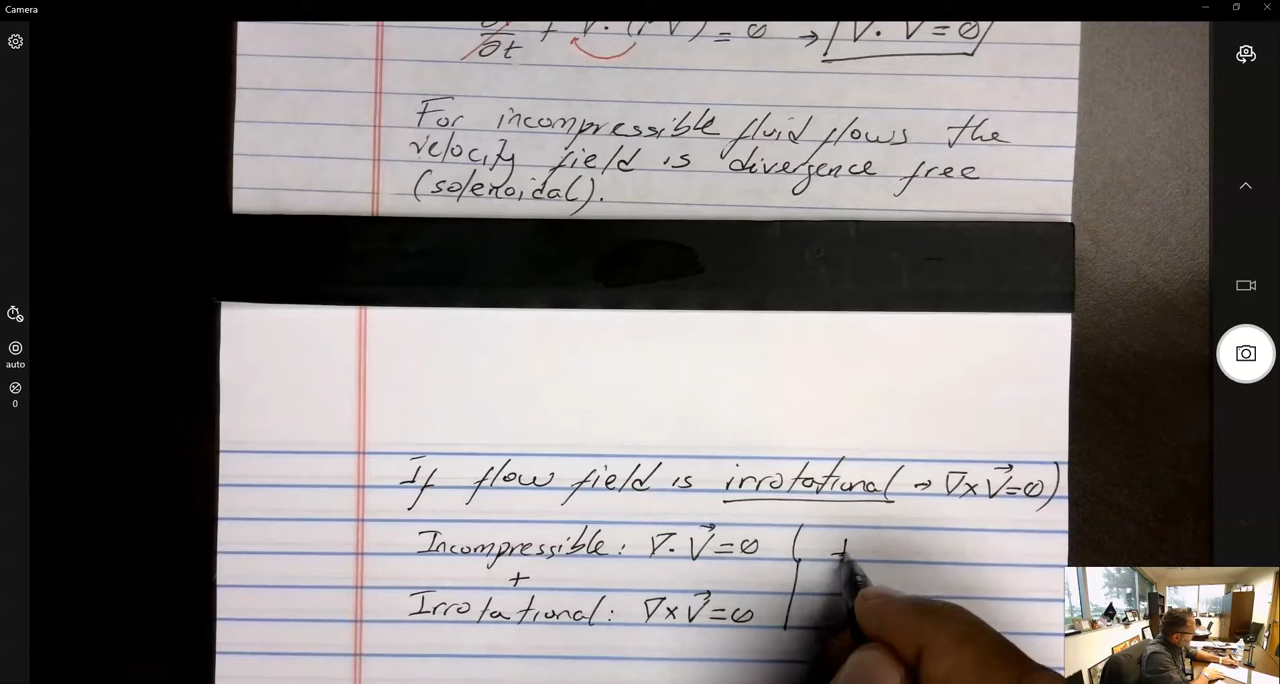 Camera
∂t + ∇ · (ρV) = 0 → ∇ · V = 0
For incompressible fluid flows the
velocity field is divergence free
(solenoidal).
If flow field is irrotational → ∇×V⃗=0)
Incompressible: ∇ · V⃗ = 0
+
Irrotational: ∇×V⃗ = 0
auto
0